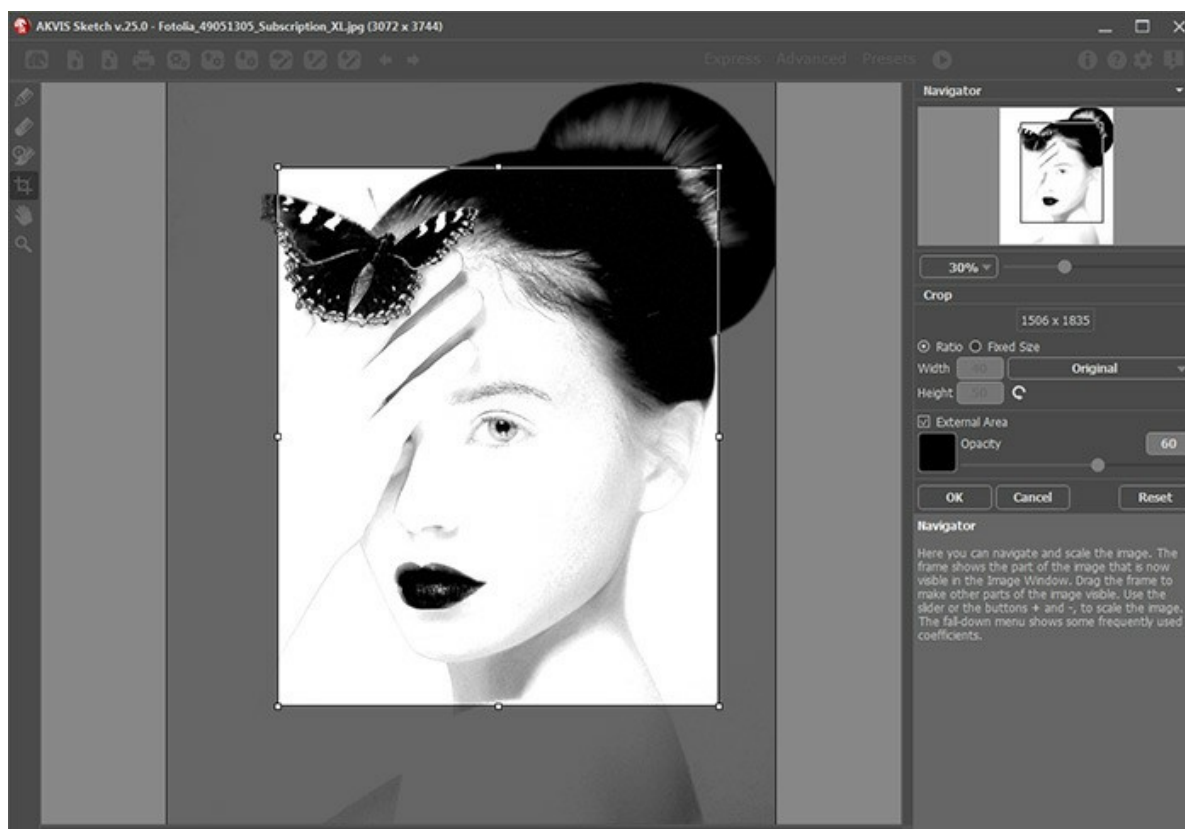 AKVIS Sketch v.25.0 - Fotolia_49051305_Subscription_XL.jpg (3072 x 3744)
Express Advanced Presets
Navigator
30%
Crop
1506 x 1835
Ratio Fixed Size
Width 40 Original
Height 50
External Area
Opacity 60
OK Cancel Reset
Navigator
Here you can navigate and scale the image. The
frame shows the part of the image that is now
visible in the Image Window. Drag the frame to
make other parts of the image visible. Use the
slider or the buttons + and -, to scale the image.
The fall-down menu shows some frequently used
coefficients.